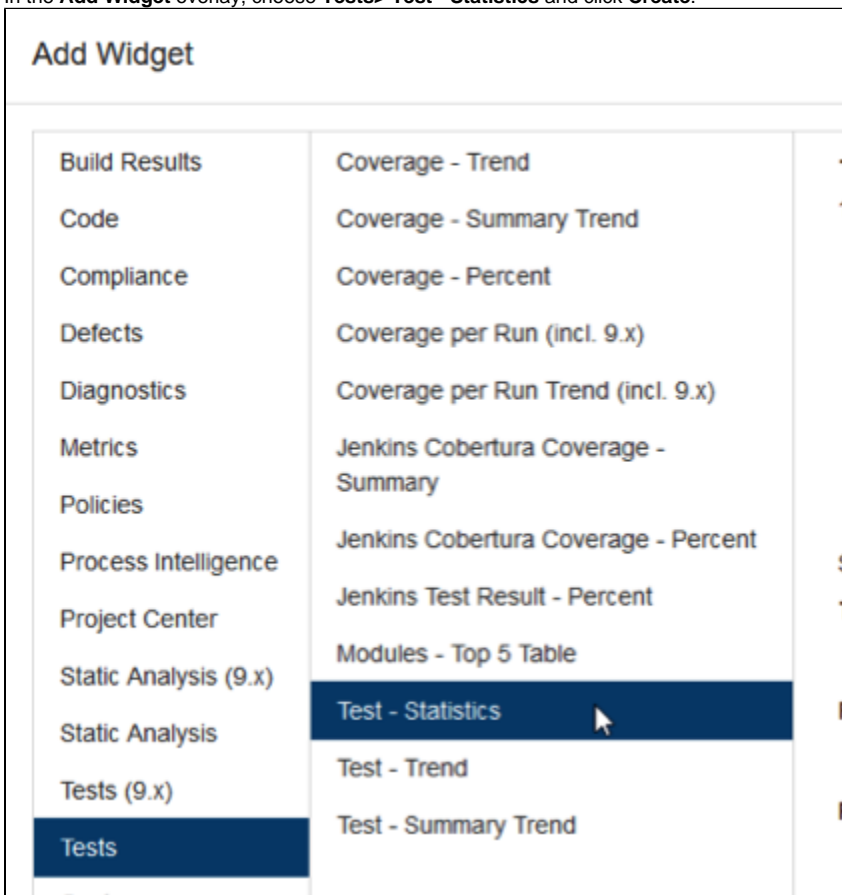 In the Add Widget overlay, choose Tests> Test - Statistics and click Create.
Add Widget
Build Results
Code
Compliance
Defects
Diagnostics
Metrics
Policies
Process Intelligence
Project Center
Static Analysis (9.x)
Static Analysis
Tests (9.x)
Tests
Coverage - Trend
Coverage - Summary Trend
Coverage - Percent
Coverage per Run (incl. 9.x)
Coverage per Run Trend (incl. 9.x)
Jenkins Cobertura Coverage -
Summary
Jenkins Cobertura Coverage - Percent
Jenkins Test Result - Percent
Modules - Top 5 Table
Test - Statistics
Test - Trend
Test - Summary Trend